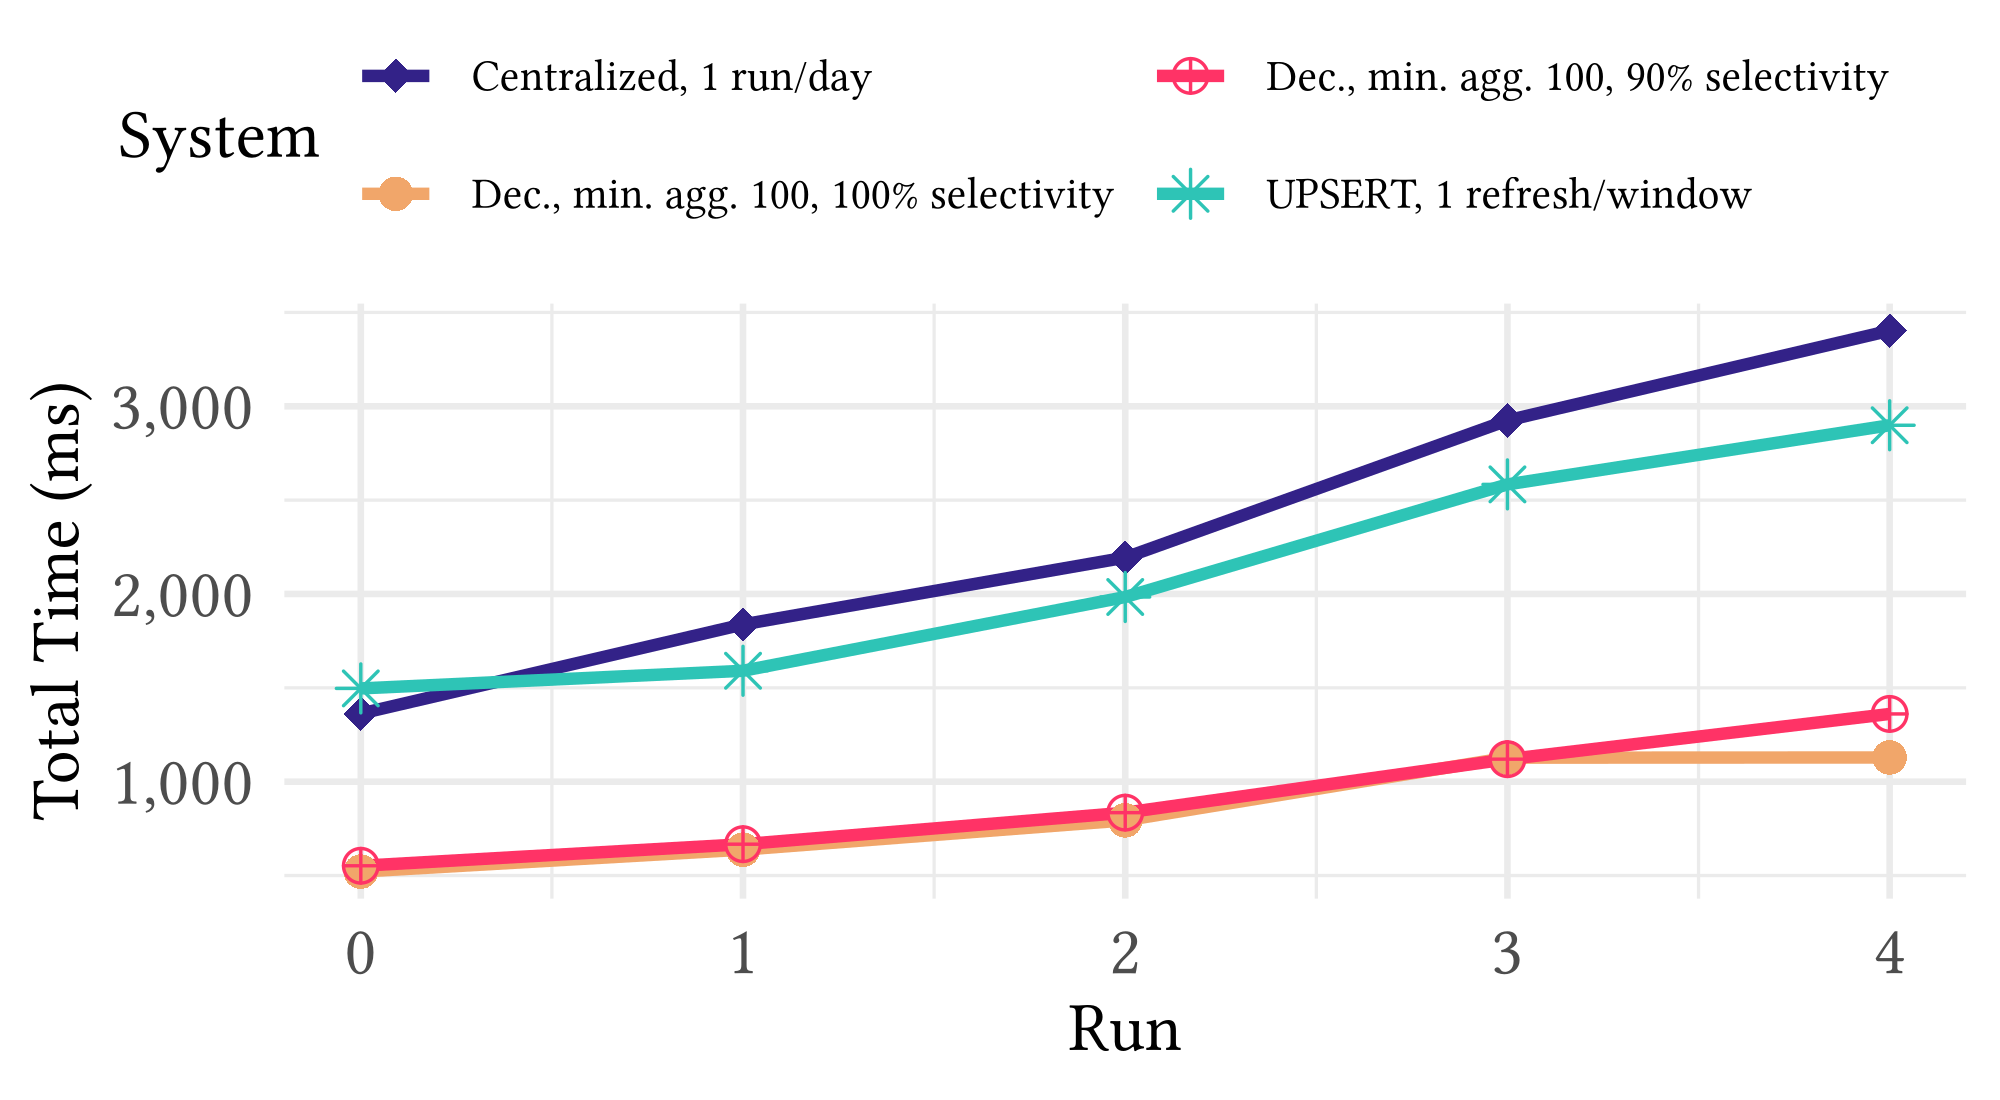 System
Centralized, 1 run/day
Dec., min. agg. 100, 90% selectivity
Dec., min. agg. 100, 100% selectivity
UPSERT, 1 refresh/window
Total Time (ms)
3,000
2,000
1,000
0 1 2 3 4
Run